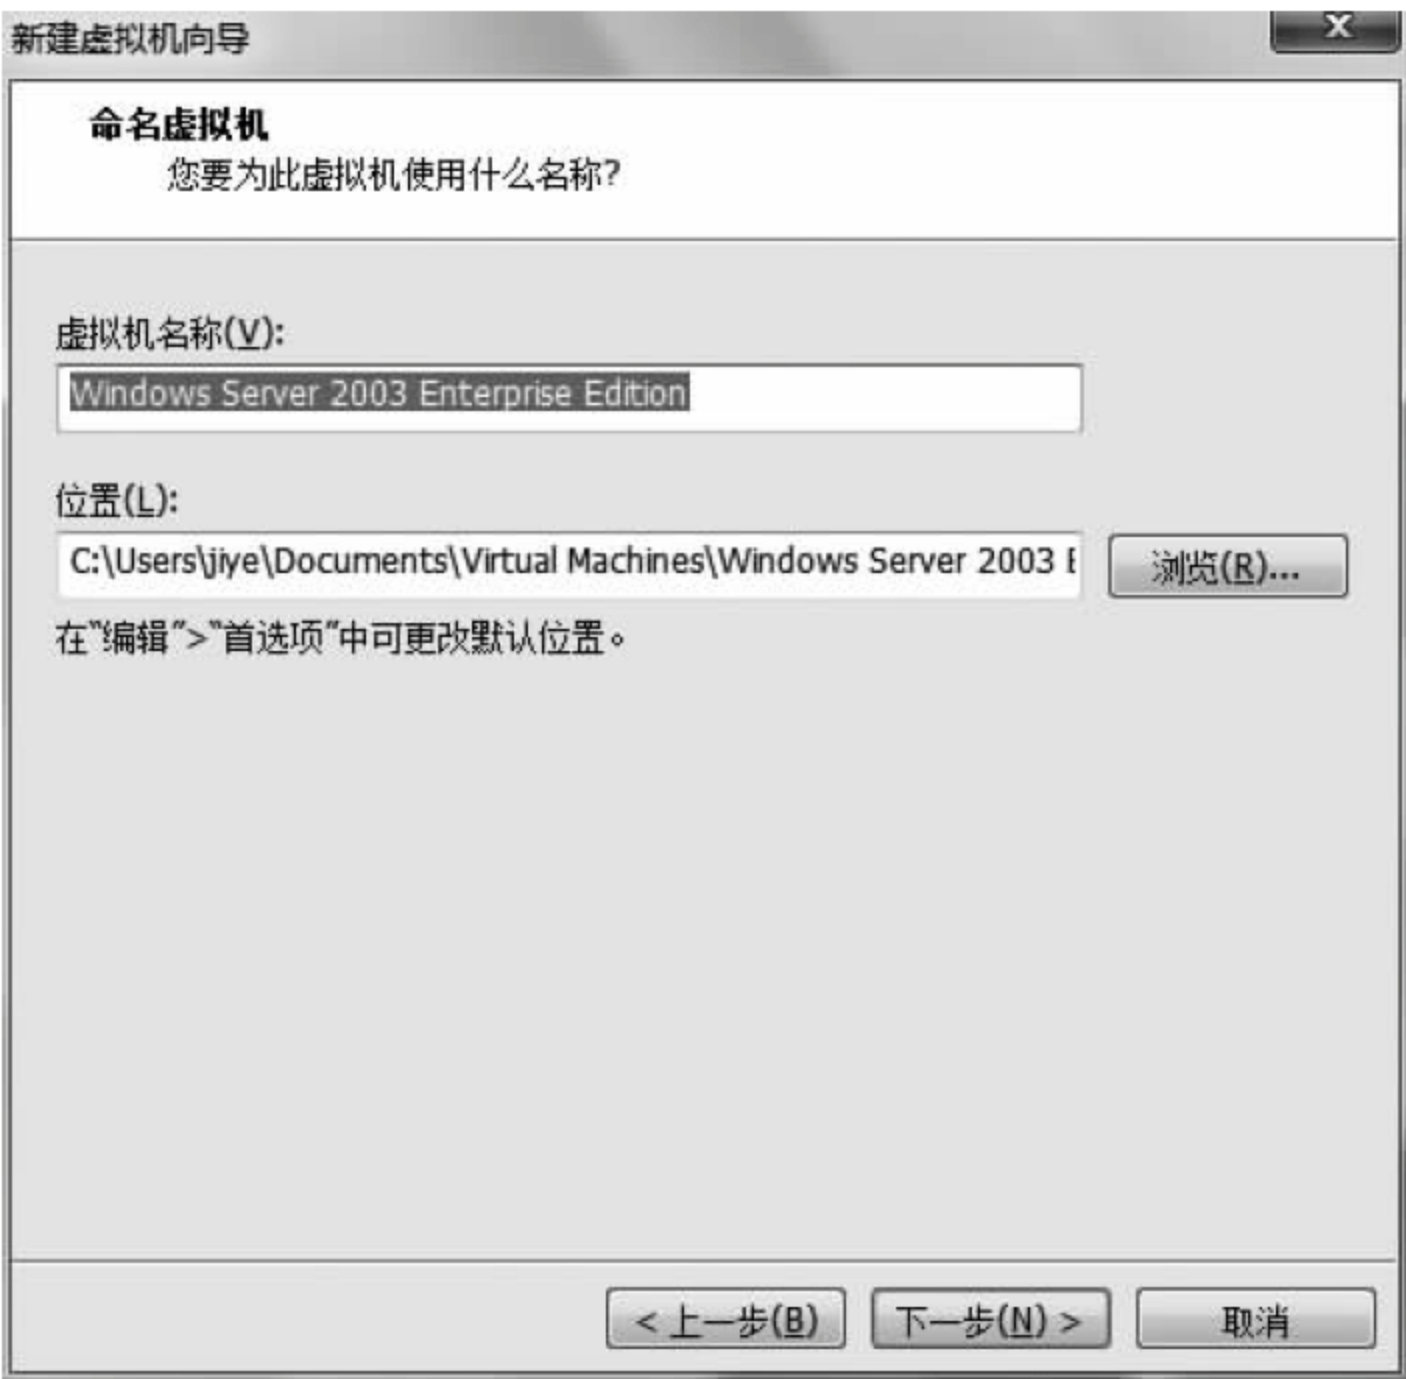 新建虚拟机向导
命名虚拟机
您要为此虚拟机使用什么名称?
虚拟机名称(V):
Windows Server 2003 Enterprise Edition
位置(L):
C:\Users\jiye\Documents\Virtual Machines\Windows Server 2003 E
浏览(R)...
在"编辑">"首选项"中可更改默认位置。
< 上一步(B)
下一步(N) >
取消